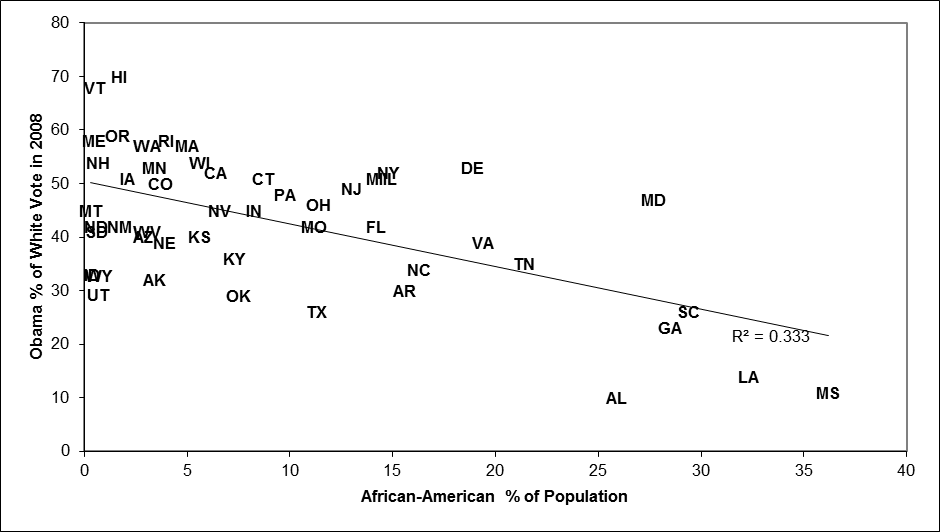 80
70
60
50
40
30
20
10
0
Obama % of White Vote in 2008
HI
VT
ME OR WA RI MA
NH MN WI CA NY DE
IA CO CT MI IL
PA NJ MD
OH
MT NV IN
ND NM MO FL
SD WV
AZ NE KS VA
KY TN
NC
ID WY AK
UT OK AR
TX SC
GA
R² = 0.333
LA
AL MS
0 5 10 15 20 25 30 35 40
African-American % of Population